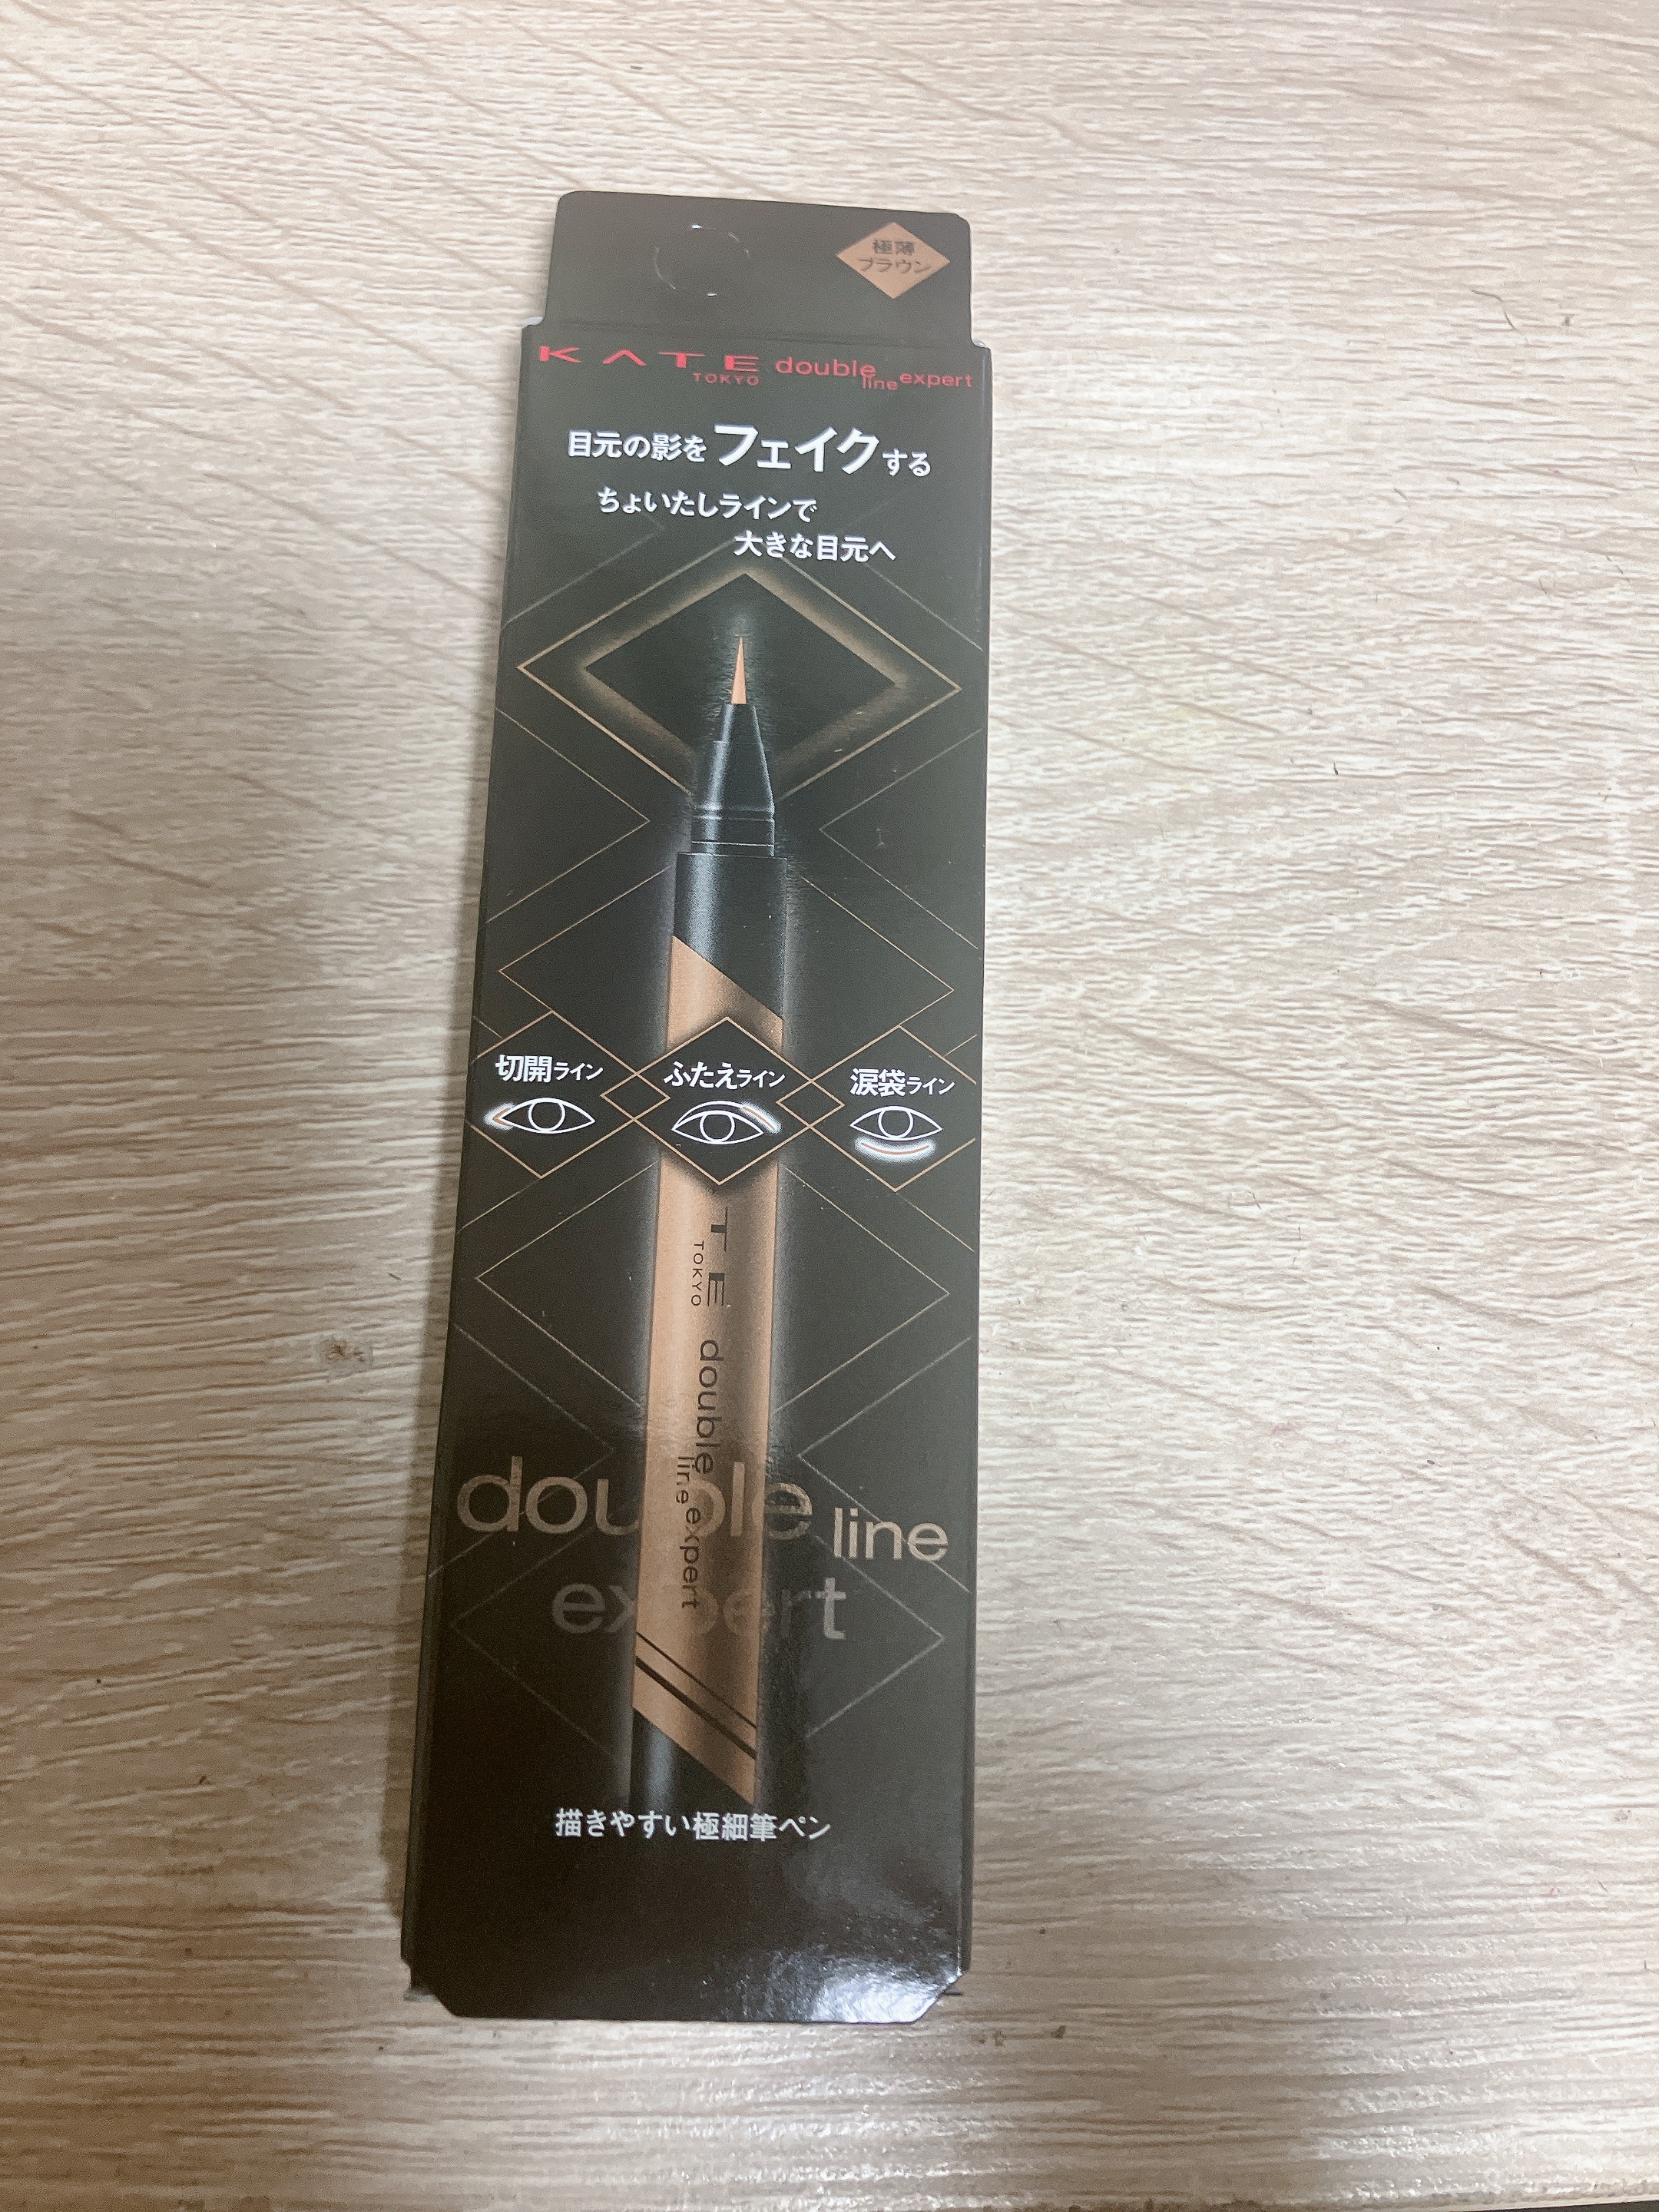 極薄
ブラウン
KATE double line expert
TOKYO
目元の影をフェイクする
ちょいたしラインで
大きな目元へ
切開ライン
ふたえライン
涙袋ライン
TE
TOKYO
double line expert
double line
expert
描きやすい極細筆ペン